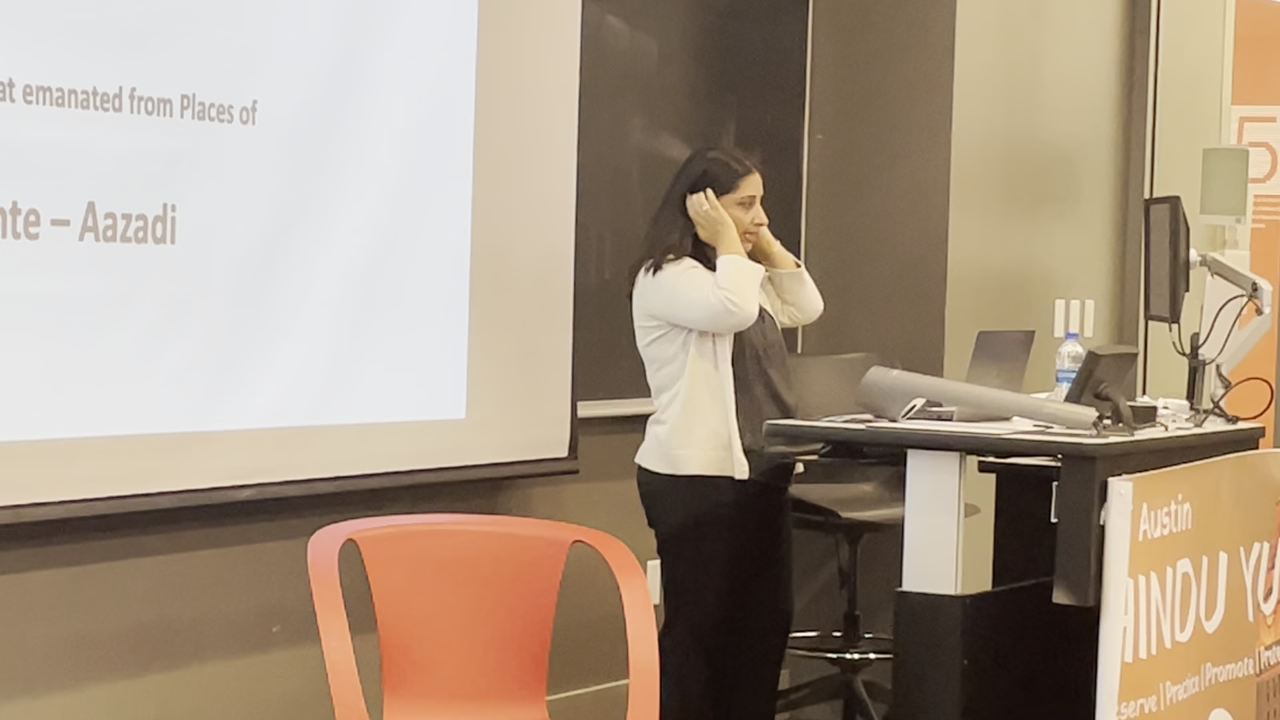 at emanated from Places of
nte – Aazadi
Austin
HINDU YU
serve | Practice | Promote | Prote